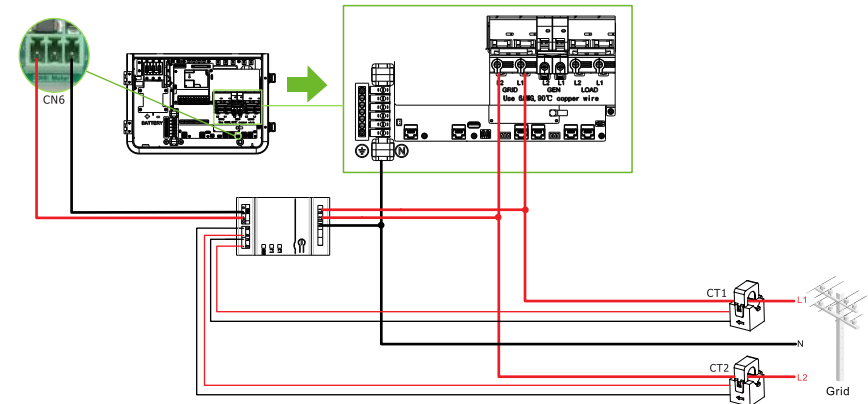 CN6
BATTERY
L2 L1 L2 L1 L2 L1
GRID GEN LOAD
Use 6AWG, 90℃ copper wire
N
CT1
L1
N
CT2
L2
Grid